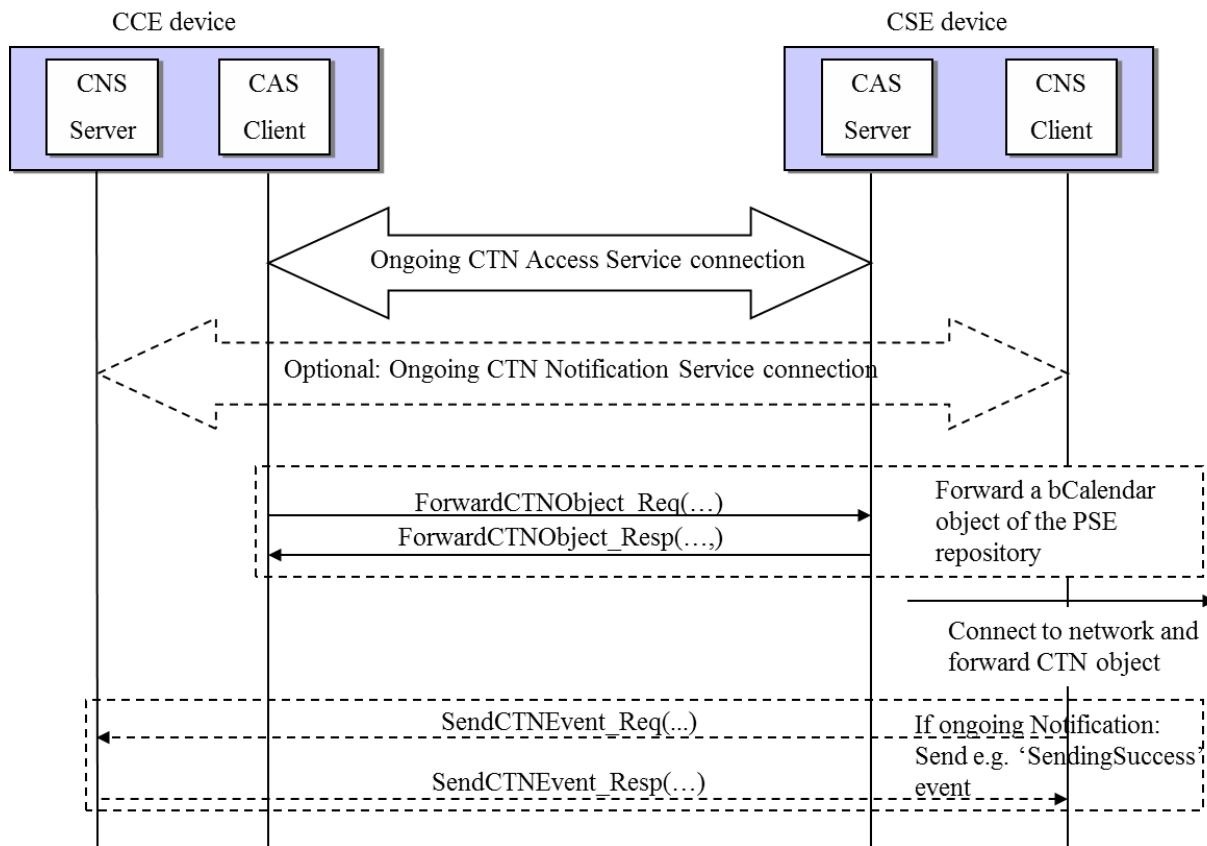 CCE device
CSE device
CNS
Server
CAS
Client
CAS
Server
CNS
Client
Ongoing CTN Access Service connection
Optional: Ongoing CTN Notification Service connection
ForwardCTNObject_Req(…)
ForwardCTNObject_Resp(…,)
Forward a bCalendar
object of the PSE
repository
Connect to network and
forward CTN object
SendCTNEvent_Req(...)
SendCTNEvent_Resp(…)
If ongoing Notification:
Send e.g. ‘SendingSuccess’
event